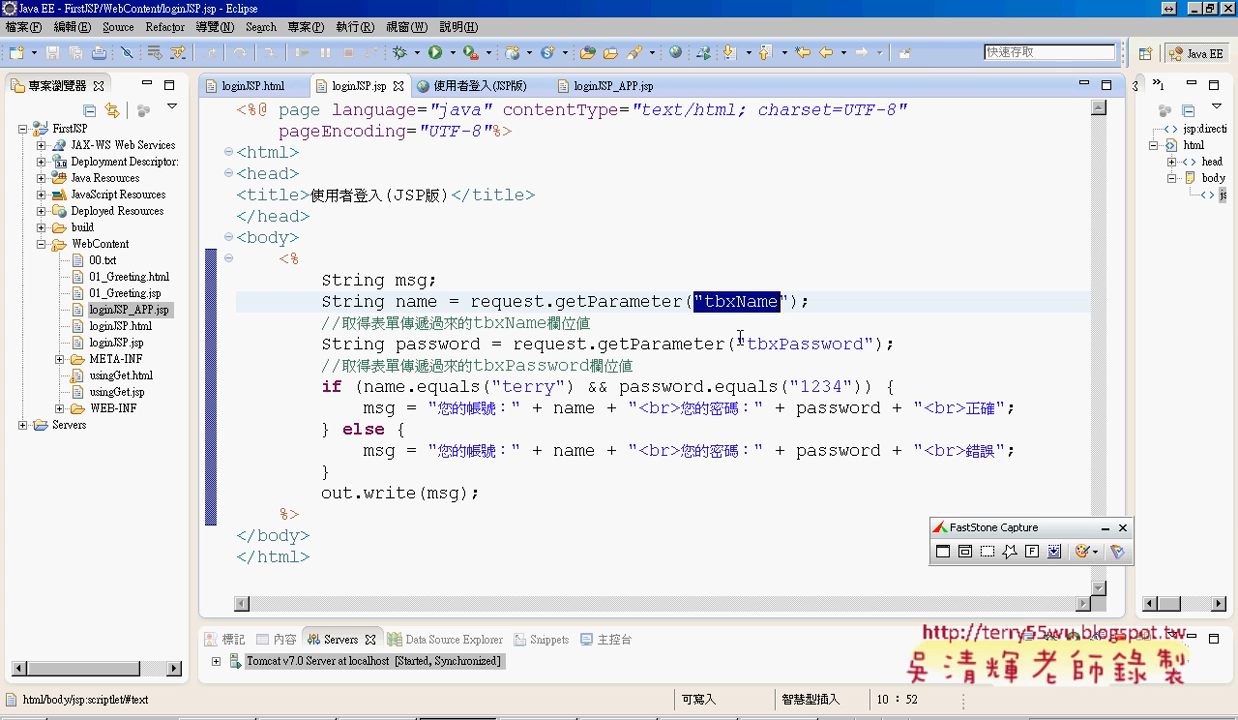 Java EE - FirstJSP/WebContent/loginJSP.jsp - Eclipse
檔案(F) 編輯(E) Source Refactor 導覽(N) Search 專案(P) 執行(R) 視窗(W) 說明(H)
快速存取
Java EE
專案瀏覽器
loginJSP.html loginJSP.jsp 使用者登入(JSP版) loginJSP_APP.jsp
FirstJSP
JAX-WS Web Services
Deployment Descriptor:
Java Resources
JavaScript Resources
Deployed Resources
build
WebContent
00.txt
01_Greeting.html
01_Greeting.jsp
loginJSP_APP.jsp
loginJSP.html
loginJSP.jsp
META-INF
usingGet.html
usingGet.jsp
WEB-INF
Servers
<%@ page language="java" contentType="text/html; charset=UTF-8"
pageEncoding="UTF-8"%>
<html>
<head>
<title>使用者登入(JSP版)</title>
</head>
<body>
<%
String msg;
String name = request.getParameter("tbxName");
//取得表單傳遞過來的tbxName欄位值
String password = request.getParameter("tbxPassword");
//取得表單傳遞過來的tbxPassword欄位值
if (name.equals("terry") && password.equals("1234")) {
msg = "您的帳號：" + name + "<br>您的密碼：" + password + "<br>正確";
} else {
msg = "您的帳號：" + name + "<br>您的密碼：" + password + "<br>錯誤";
}
out.write(msg);
%>
</body>
</html>
3
»1
jsp:directi
html
head
body
FastStone Capture
標記 內容 Servers Data Source Explorer Snippets 主控台
Tomcat v7.0 Server at localhost [Started, Synchronized]
http://terry55wu.blogspot.tw
吳清輝老師錄製
html/body/jsp:scriptlet/#text
可寫入
智慧型插入
10 : 52